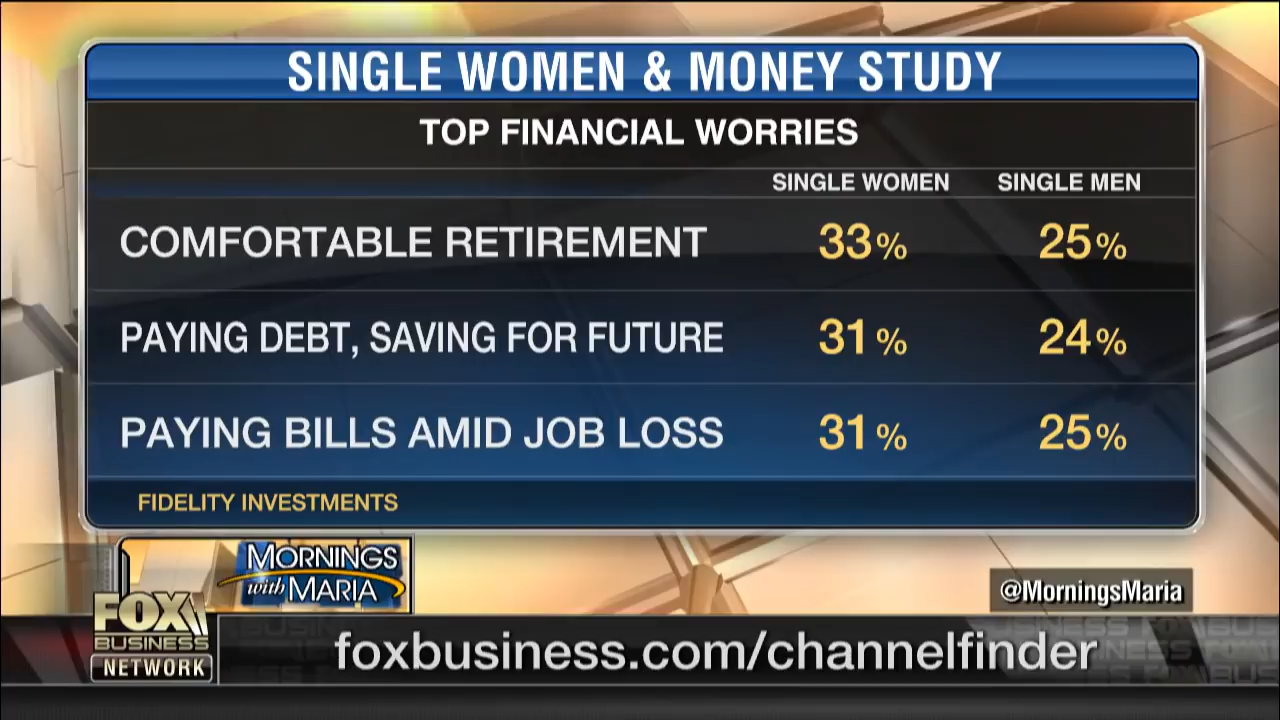 SINGLE WOMEN & MONEY STUDY
TOP FINANCIAL WORRIES
SINGLE WOMEN SINGLE MEN
COMFORTABLE RETIREMENT 33% 25%
PAYING DEBT, SAVING FOR FUTURE 31% 24%
PAYING BILLS AMID JOB LOSS 31% 25%
FIDELITY INVESTMENTS
MORNINGS
with MARIA
@MorningsMaria
FOX
BUSINESS
NETWORK
foxbusiness.com/channelfinder